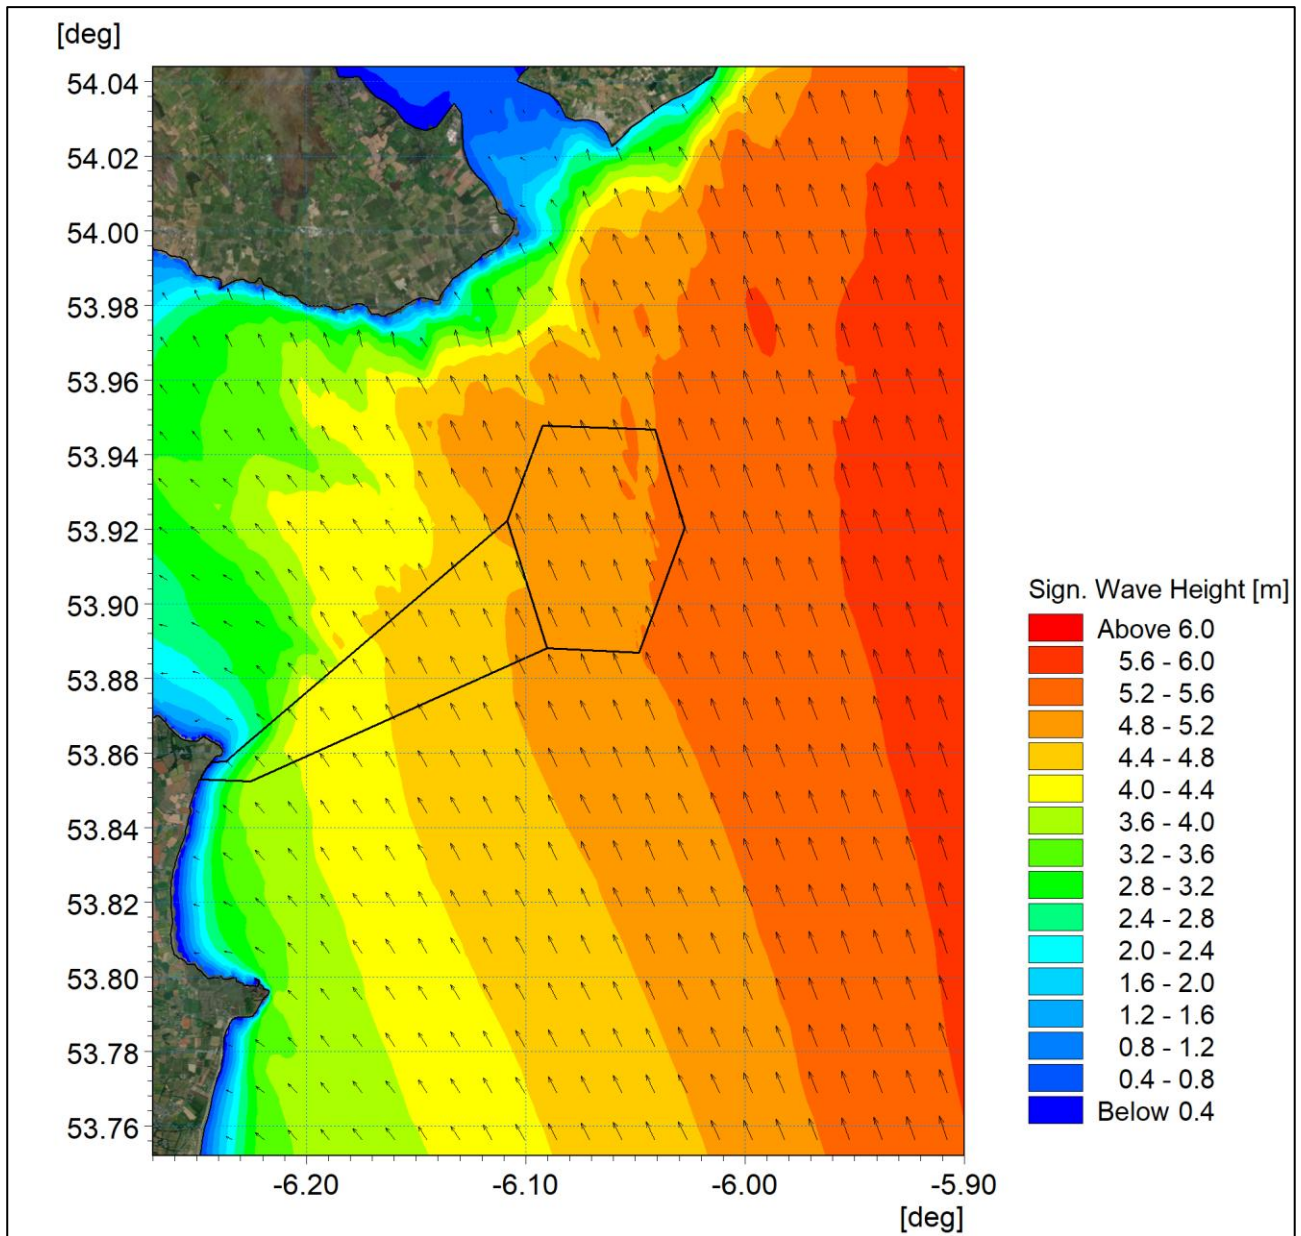 [deg]
54.04
54.02
54.00
53.98
53.96
53.94
53.92
53.90
53.88
53.86
53.84
53.82
53.80
53.78
53.76
-6.20 -6.10 -6.00 -5.90
[deg]
Sign. Wave Height [m]
Above 6.0
5.6 - 6.0
5.2 - 5.6
4.8 - 5.2
4.4 - 4.8
4.0 - 4.4
3.6 - 4.0
3.2 - 3.6
2.8 - 3.2
2.4 - 2.8
2.0 - 2.4
1.6 - 2.0
1.2 - 1.6
0.8 - 1.2
0.4 - 0.8
Below 0.4